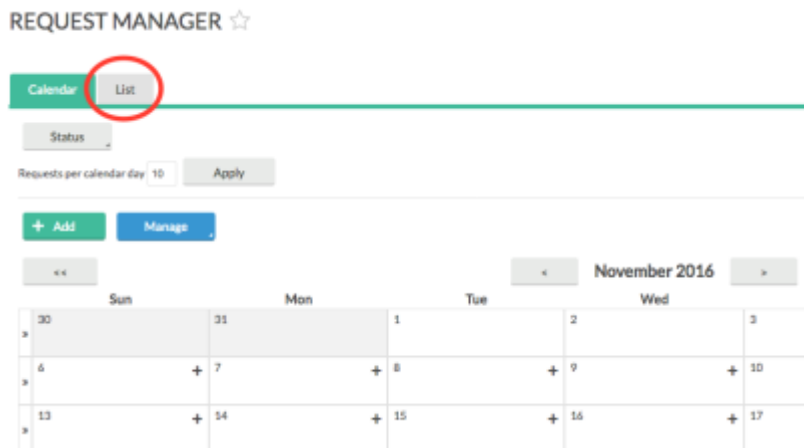 REQUEST MANAGER
Calendar List
Status
Requests per calendar day 10 Apply
+ Add Manage
<< < November 2016 >
Sun Mon Tue Wed
30 31 1 2 3
» 6 + 7 + 8 + 9 + 10
» 13 + 14 + 15 + 16 + 17
»